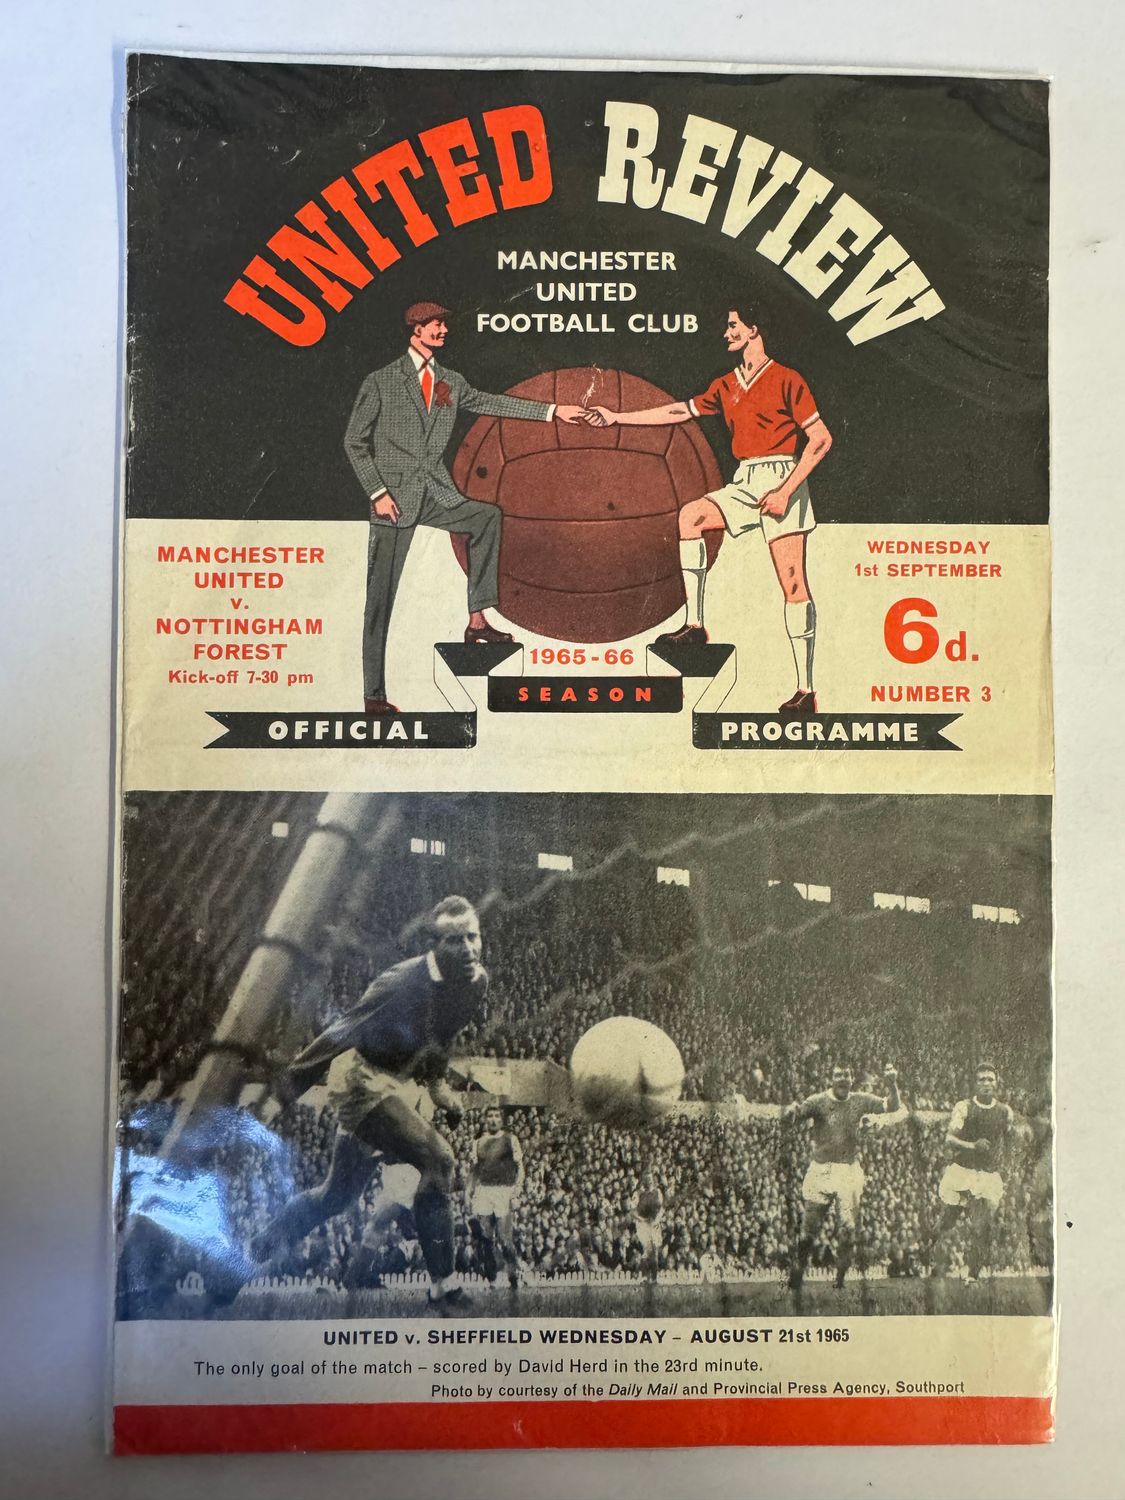 UNITED REVIEW
MANCHESTER
UNITED
FOOTBALL CLUB
MANCHESTER
UNITED
v.
NOTTINGHAM
FOREST
Kick-off 7-30 pm
WEDNESDAY
1st SEPTEMBER
6d.
NUMBER 3
1965-66
SEASON
OFFICIAL
PROGRAMME
UNITED v. SHEFFIELD WEDNESDAY – AUGUST 21st 1965
The only goal of the match – scored by David Herd in the 23rd minute.
Photo by courtesy of the Daily Mail and Provincial Press Agency, Southport